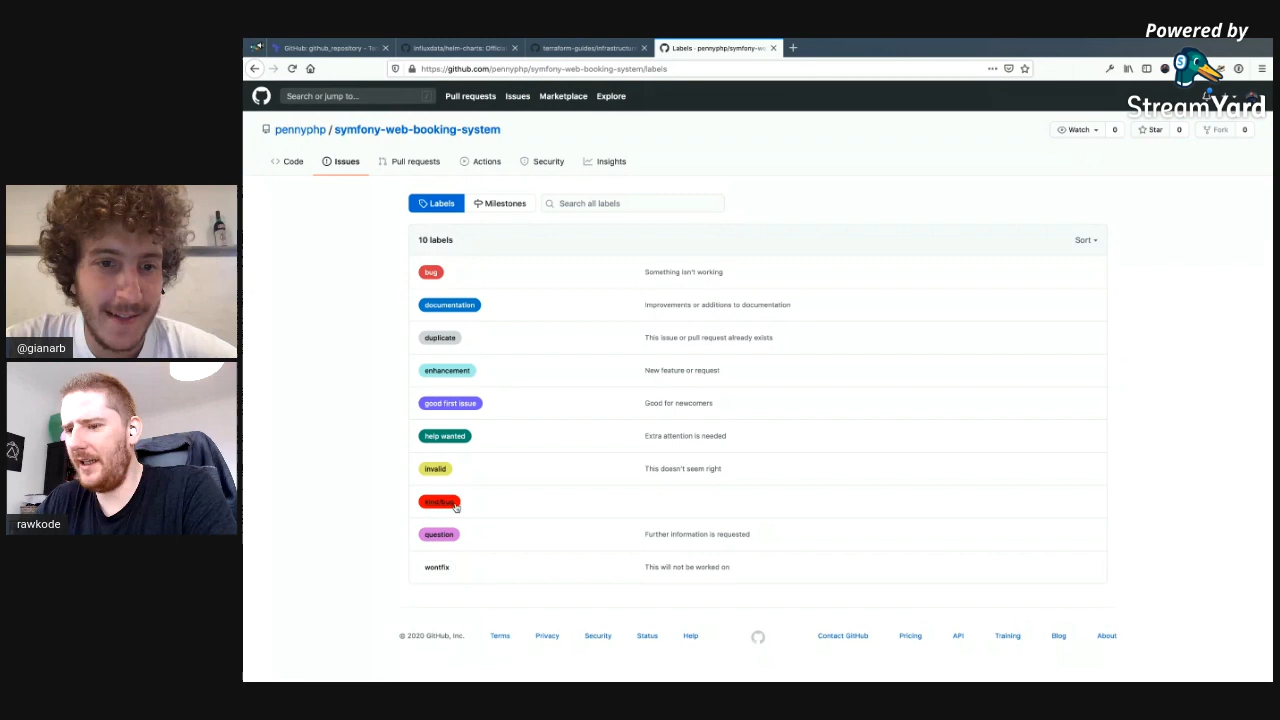 Powered by
StreamYard
GitHub: github_repository - Te
influxdata/helm-charts: Offici
terraform-guides/infrastructur
Labels · pennyphp/symfony-we
https://github.com/pennyphp/symfony-web-booking-system/labels
Search or jump to...
/
Pull requests
Issues
Marketplace
Explore
pennyphp / symfony-web-booking-system
Watch
0
Star
0
Fork
0
Code
Issues
Pull requests
Actions
Security
Insights
Labels
Milestones
Search all labels
10 labels
Sort
bug
Something isn't working
documentation
Improvements or additions to documentation
duplicate
This issue or pull request already exists
enhancement
New feature or request
good first issue
Good for newcomers
help wanted
Extra attention is needed
invalid
This doesn't seem right
kind/bug
question
Further information is requested
wontfix
This will not be worked on
© 2020 GitHub, Inc.
Terms
Privacy
Security
Status
Help
Contact GitHub
Pricing
API
Training
Blog
About
@gianarb
rawkode